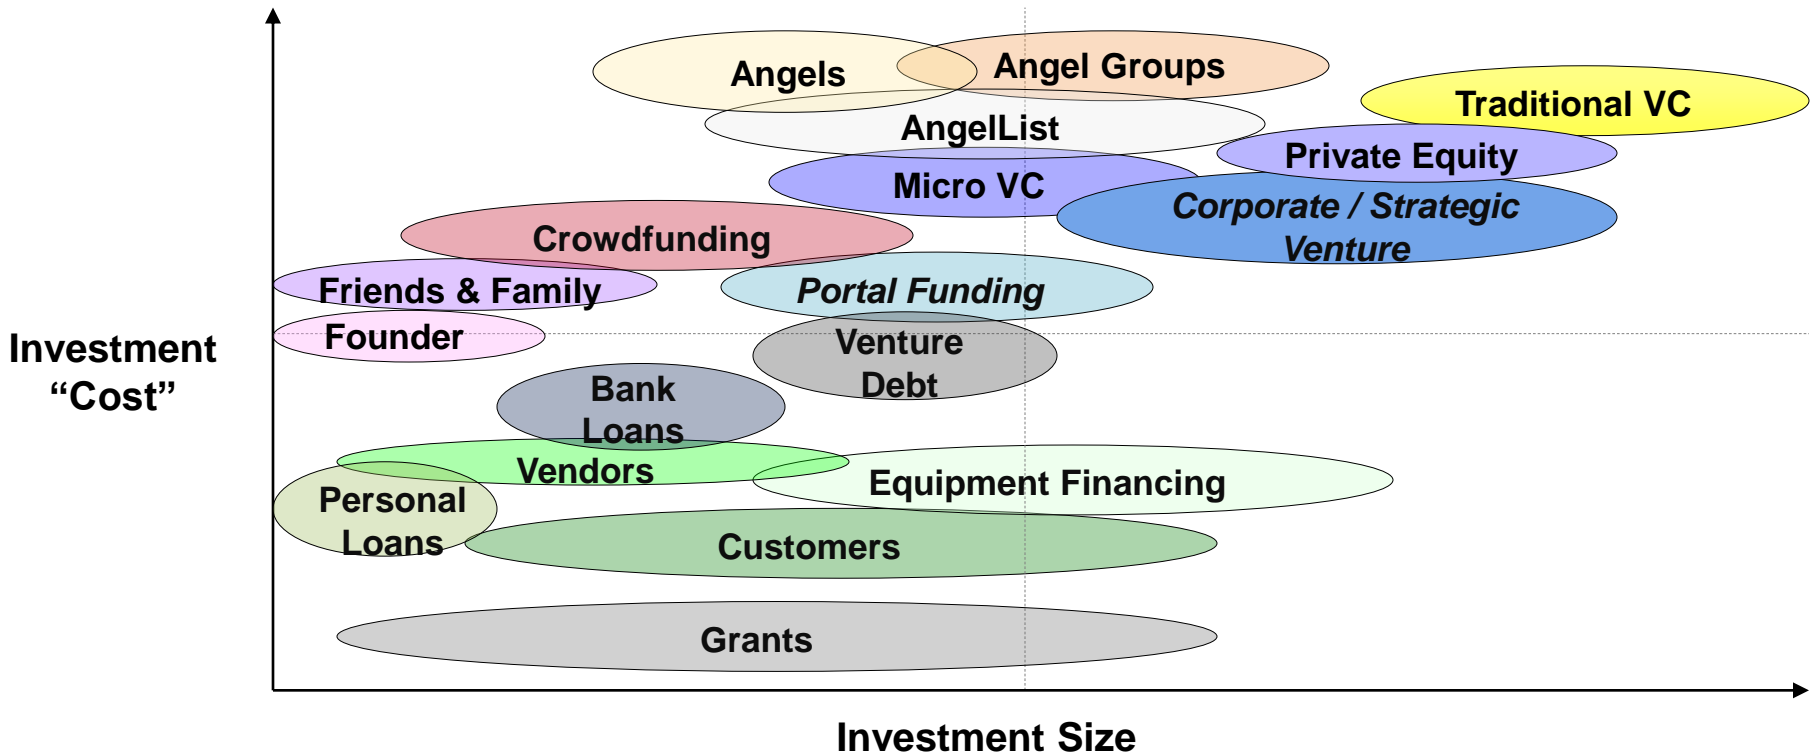 Angels
Angel Groups
Traditional VC
AngelList
Private Equity
Micro VC
Corporate / Strategic
Venture
Crowdfunding
Friends & Family
Portal Funding
Founder
Venture
Debt
Investment
“Cost”
Bank
Loans
Vendors
Equipment Financing
Personal
Loans
Customers
Grants
Investment Size